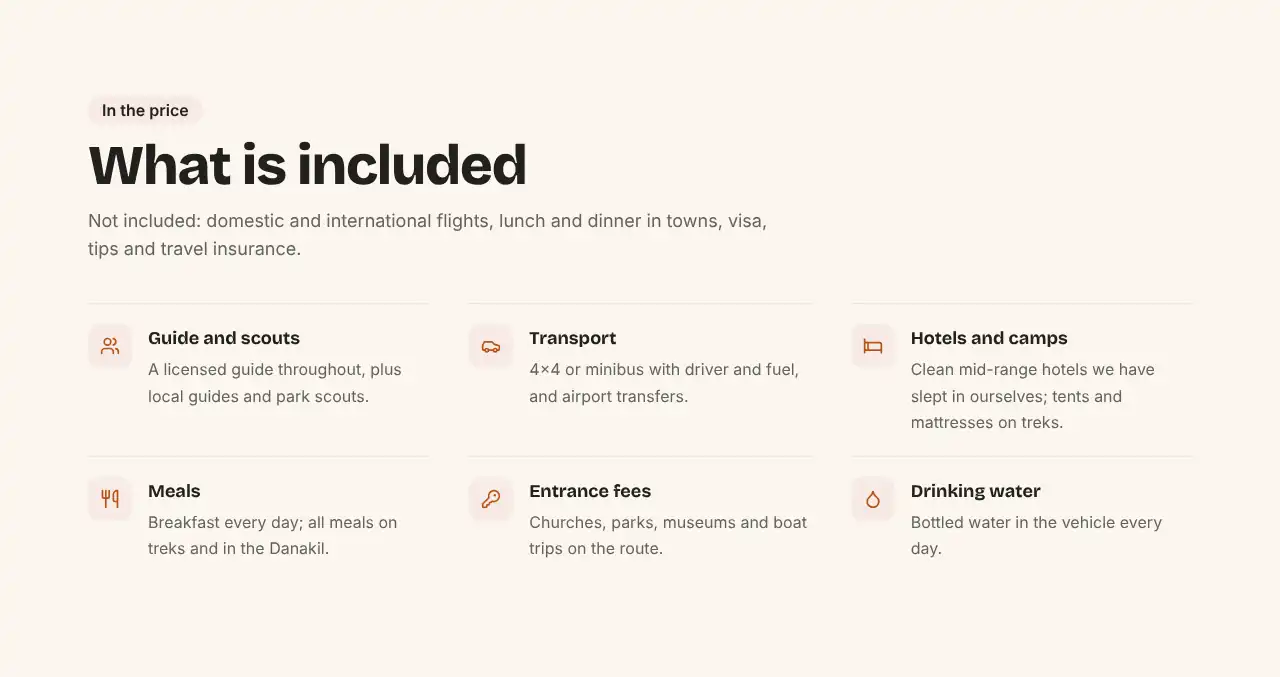 In the price
What is included
Not included: domestic and international flights, lunch and dinner in towns, visa,
tips and travel insurance.
Guide and scouts
A licensed guide throughout, plus
local guides and park scouts.
Transport
4×4 or minibus with driver and fuel,
and airport transfers.
Hotels and camps
Clean mid-range hotels we have
slept in ourselves; tents and
mattresses on treks.
Meals
Breakfast every day; all meals on
treks and in the Danakil.
Entrance fees
Churches, parks, museums and boat
trips on the route.
Drinking water
Bottled water in the vehicle every
day.